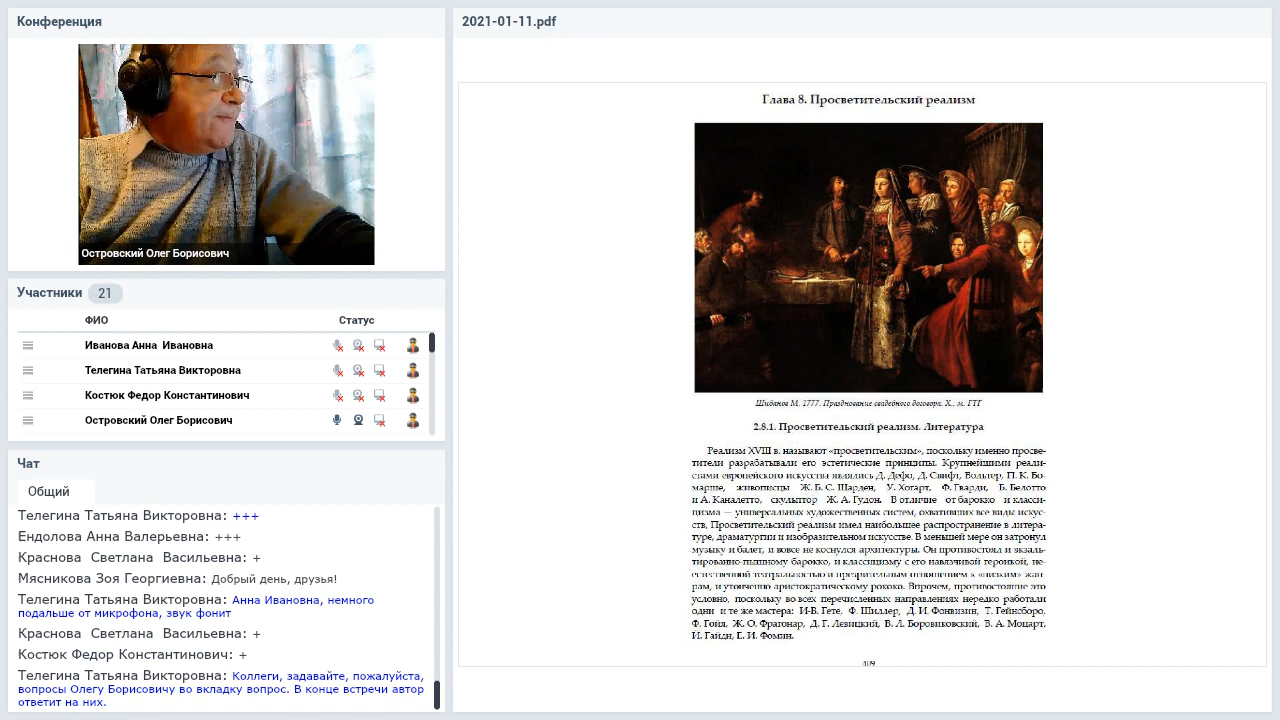 Конференция
Островский Олег Борисович
Участники 21
ФИО Статус
Иванова Анна Ивановна
Телегина Татьяна Викторовна
Костюк Федор Константинович
Островский Олег Борисович
Чат
Общий
Телегина Татьяна Викторовна: +++
Ендолова Анна Валерьевна: +++
Краснова Светлана Васильевна: +
Мясникова Зоя Георгиевна: Добрый день, друзья!
Телегина Татьяна Викторовна: Анна Ивановна, немного
подальше от микрофона, звук фонит
Краснова Светлана Васильевна: +
Костюк Федор Константинович: +
Телегина Татьяна Викторовна: Коллеги, задавайте, пожалуйста,
вопросы Олегу Борисовичу во вкладку вопрос. В конце встречи автор
ответит на них.
2021-01-11.pdf
Глава 8. Просветительский реализм
Шибанов М. 1777. Празднование свадебного договора. Х., м. ГТГ
2.8.1. Просветительский реализм. Литература
Реализм XVIII в. называют «просветительским», поскольку именно просве-
тители разрабатывали его эстетические принципы. Крупнейшими реали-
стами европейского искусства являлись Д. Дефо, Д. Свифт, Вольтер, П. К. Бо-
марше, живописцы Ж. Б. С. Шарден, У. Хогарт, Ф. Гварди, Б. Белотто
и А. Каналетто, скульптор Ж. А. Гудон. В отличие от барокко и класси-
цизма — универсальных художественных систем, охвативших все виды искус-
ств, Просветительский реализм имел наибольшее распространение в литера-
туре, драматургии и изобразительном искусстве. В меньшей мере он затронул
музыку и балет, и вовсе не коснулся архитектуры. Он противостоял и экзаль-
тированно-пышному барокко, и классицизму с его навязчивой героикой, не-
естественной театральностью и презрительным отношением к «низким» жан-
рам, и утонченно аристократическому рококо. Впрочем, противостояние это
условно, поскольку во всех перечисленных направлениях нередко работали
одни и те же мастера: И-В. Гете, Ф. Шиллер, Д. И. Фонвизин, Т. Гейнсборо,
Ф. Гойя, Ж. О. Фрагонар, Д. Г. Левицкий, В. Л. Боровиковский, В. А. Моцарт,
И. Гайдн, Е. И. Фомин.
409